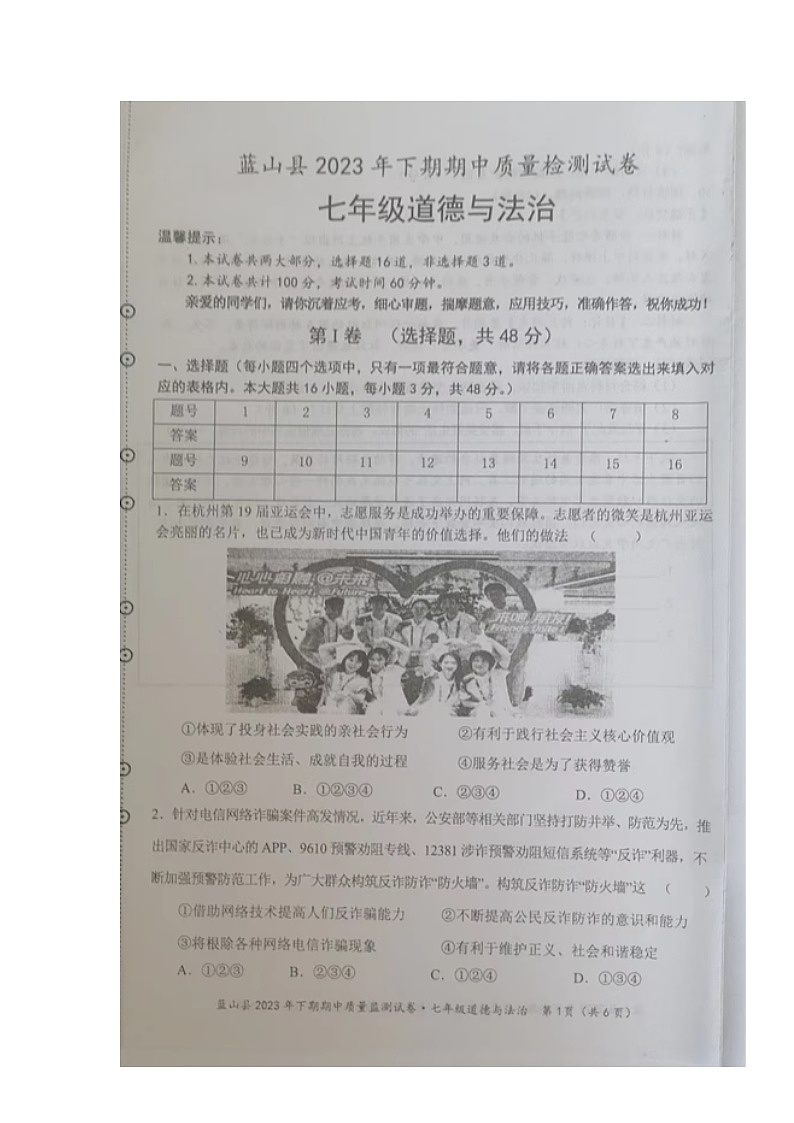 蓝山县2023年下期期中质量检测试卷
七年级道德与法治
温馨提示：
1.本试卷共两大部分，选择题16道，非选择题3道。
2.本试卷共计100分，考试时间60分钟。
亲爱的同学们，请你沉着应考，细心审题，揣摩题意，应用技巧，准确作答，祝你成功！
第Ⅰ卷 （选择题，共48分）
一、选择题（每小题四个选项中，只有一项最符合题意，请将各题正确答案选出来填入对
应的表格内。本大题共16小题，每小题3分，共48分。）
题号 1 2 3 4 5 6 7 8
答案
题号 9 10 11 12 13 14 15 16
答案
1、在杭州第19届亚运会中，志愿服务是成功举办的重要保障。志愿者的微笑是杭州亚运
会亮丽的名片，也已成为新时代中国青年的价值选择。他们的做法 （ ）
心心相融,@未来
Heart to Heart, @Future
①体现了投身社会实践的亲社会行为 ②有利于践行社会主义核心价值观
③是体验社会生活、成就自我的过程 ④服务社会是为了获得赞誉
A．①②③ B．①②③④ C．②③④ D．①②④
2．针对电信网络诈骗案件高发情况，近年来，公安部等相关部门坚持打防并举、防范为先，推
出国家反诈中心的APP、9610预警劝阻专线、12381涉诈预警劝阻短信系统等“反诈”利器，不
断加强预警防范工作，为广大群众构筑反诈防诈“防火墙”。构筑反诈防诈“防火墙”这 （ ）
①借助网络技术提高人们反诈骗能力 ②不断提高公民反诈防诈的意识和能力
③将根除各种网络电信诈骗现象 ④有利于维护正义、社会和谐稳定
A．①②③ B．②③④ C．①②④ D．①③④
蓝山县2023年下期期中质量监测试卷·七年级道德与法治 第1页（共6页）